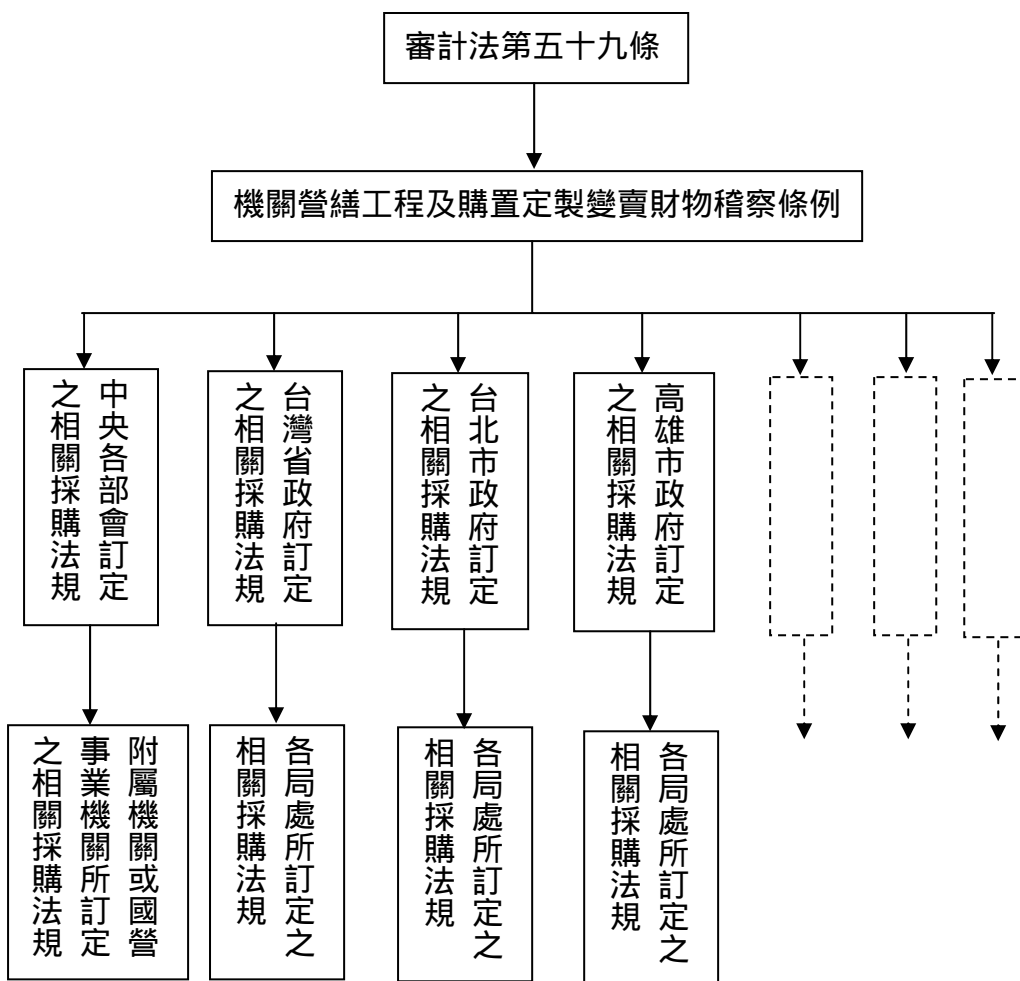 審計法第五十九條
機關營繕工程及購置定製變賣財物稽察條例
中央各部會訂定
之相關採購法規
台灣省政府訂定
之相關採購法規
台北市政府訂定
之相關採購法規
高雄市政府訂定
之相關採購法規
附屬機關或國營
事業機關所訂定
之相關採購法規
各局處所訂定之
相關採購法規
各局處所訂定之
相關採購法規
各局處所訂定之
相關採購法規